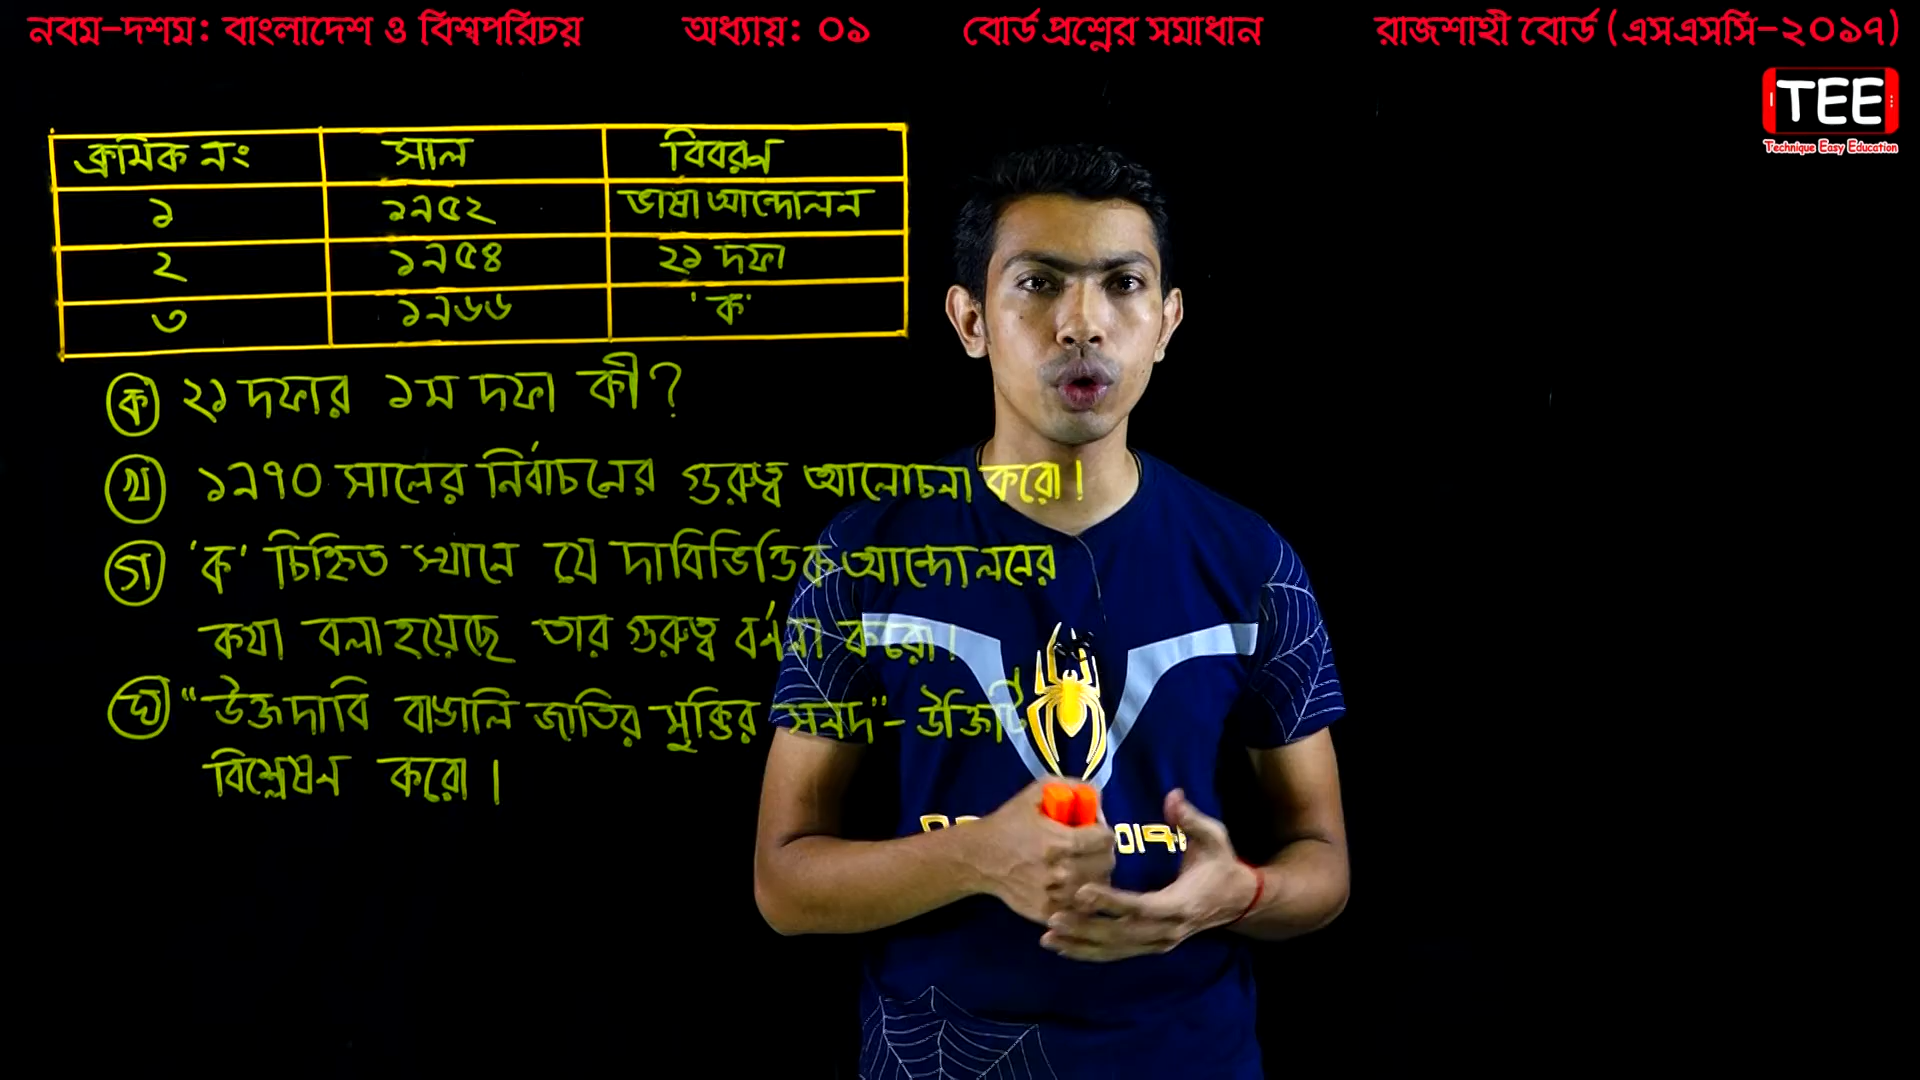 নবম-দশম: বাংলাদেশ ও বিশ্বপরিচয় অধ্যায়: ০১ বোর্ড প্রশ্নের সমাধান রাজশাহী বোর্ড (এসএসসি-২০১৭)
TEE
Technique Easy Education
ক্রমিক নং সাল বিবরণ
১ ১৯৫২ ভাষা আন্দোলন
২ ১৯৫৪ ২১ দফা
৩ ১৯৬৬ 'ক'
ক ২১ দফার ১ম দফা কী?
খ ১৯৭০ সালের নির্বাচনের গুরুত্ব আলোচনা করো।
গ 'ক' চিহ্নিত স্থানে যে দাবিভিত্তিক আন্দোলনের
কথা বলা হয়েছে তার গুরুত্ব বর্ণনা করো।
ঘ "উক্ত দাবি বাঙালি জাতির মুক্তির সনদ"- উক্তিটি
বিশ্লেষন করো।